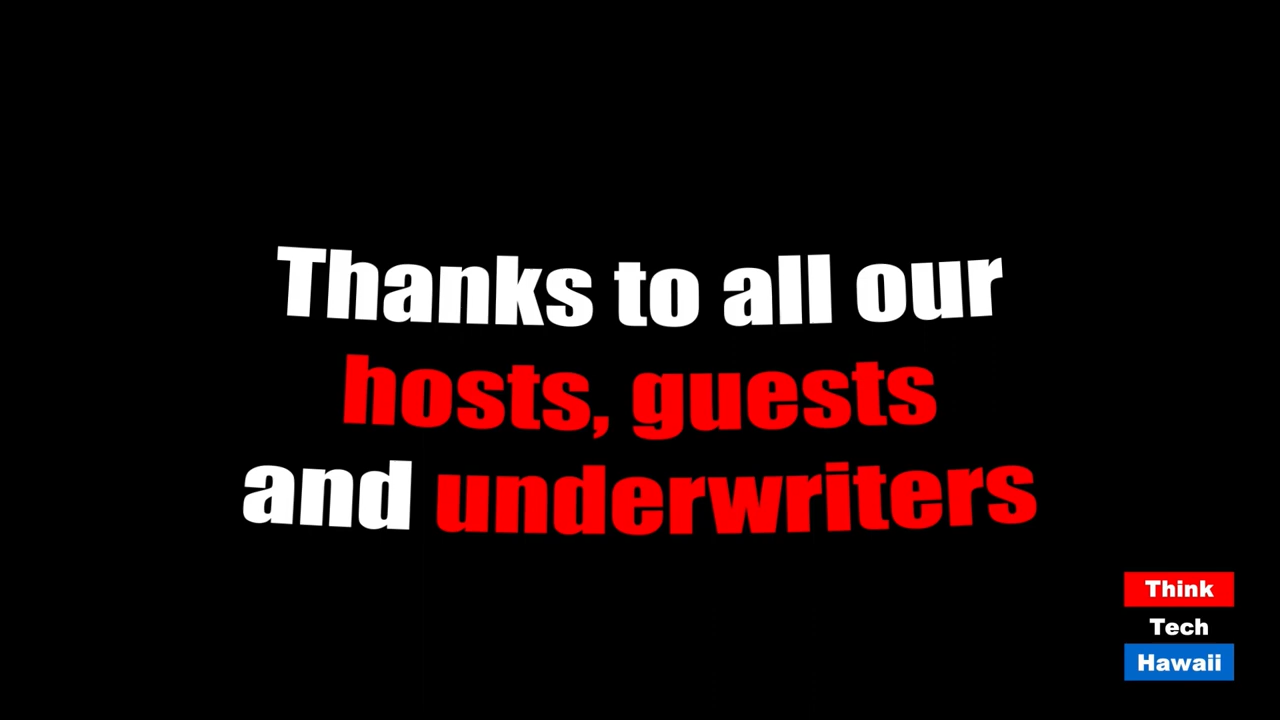 Thanks to all our
hosts, guests
and underwriters
Think
Tech
Hawaii